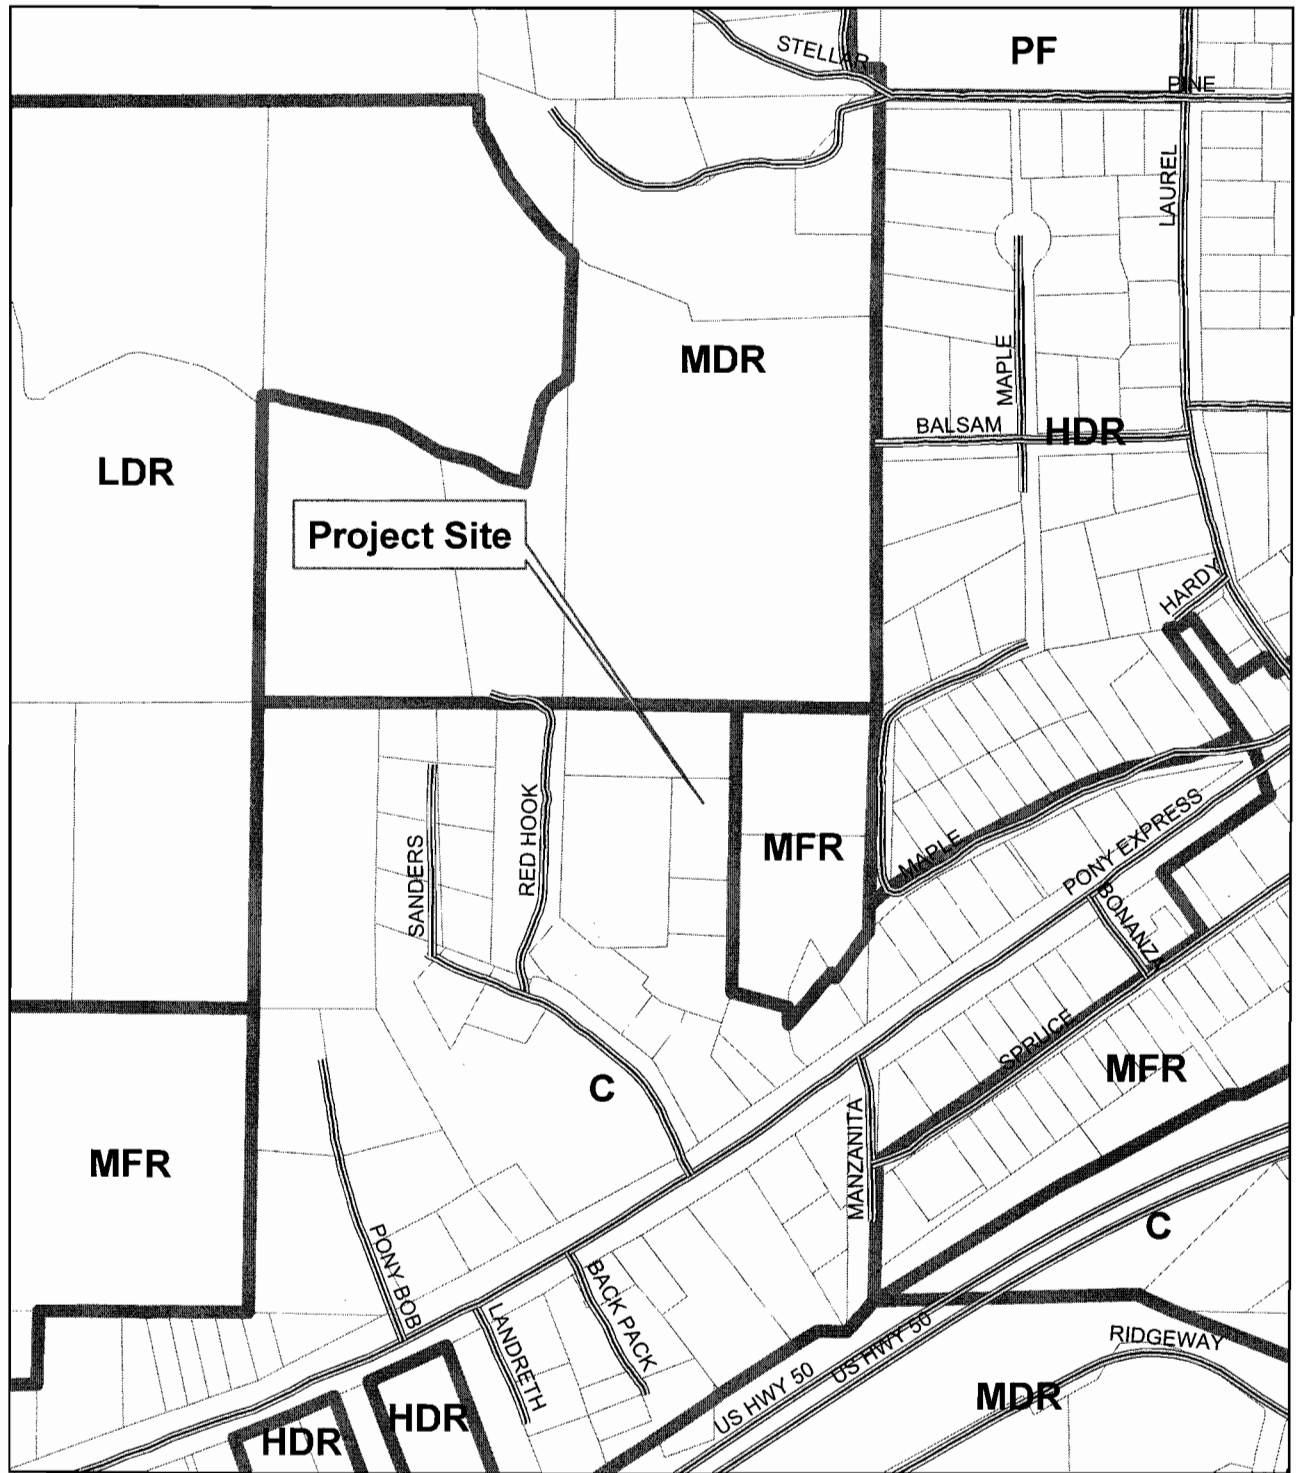 STELLAR
PF
PINE
LAUREL
MDR
MAPLE
BALSAM
HDR
LDR
Project Site
HARDY
RED HOOK
SANDERS
MFR
MAPLE
PONY EXPRESS
BONANZA
SPRUCE
MFR
C
MANZANITA
MFR
C
PONY BOB
BACK PACK
LANDRETH
US HWY 50
US HWY 50
RIDGEWAY
MDR
HDR
HDR